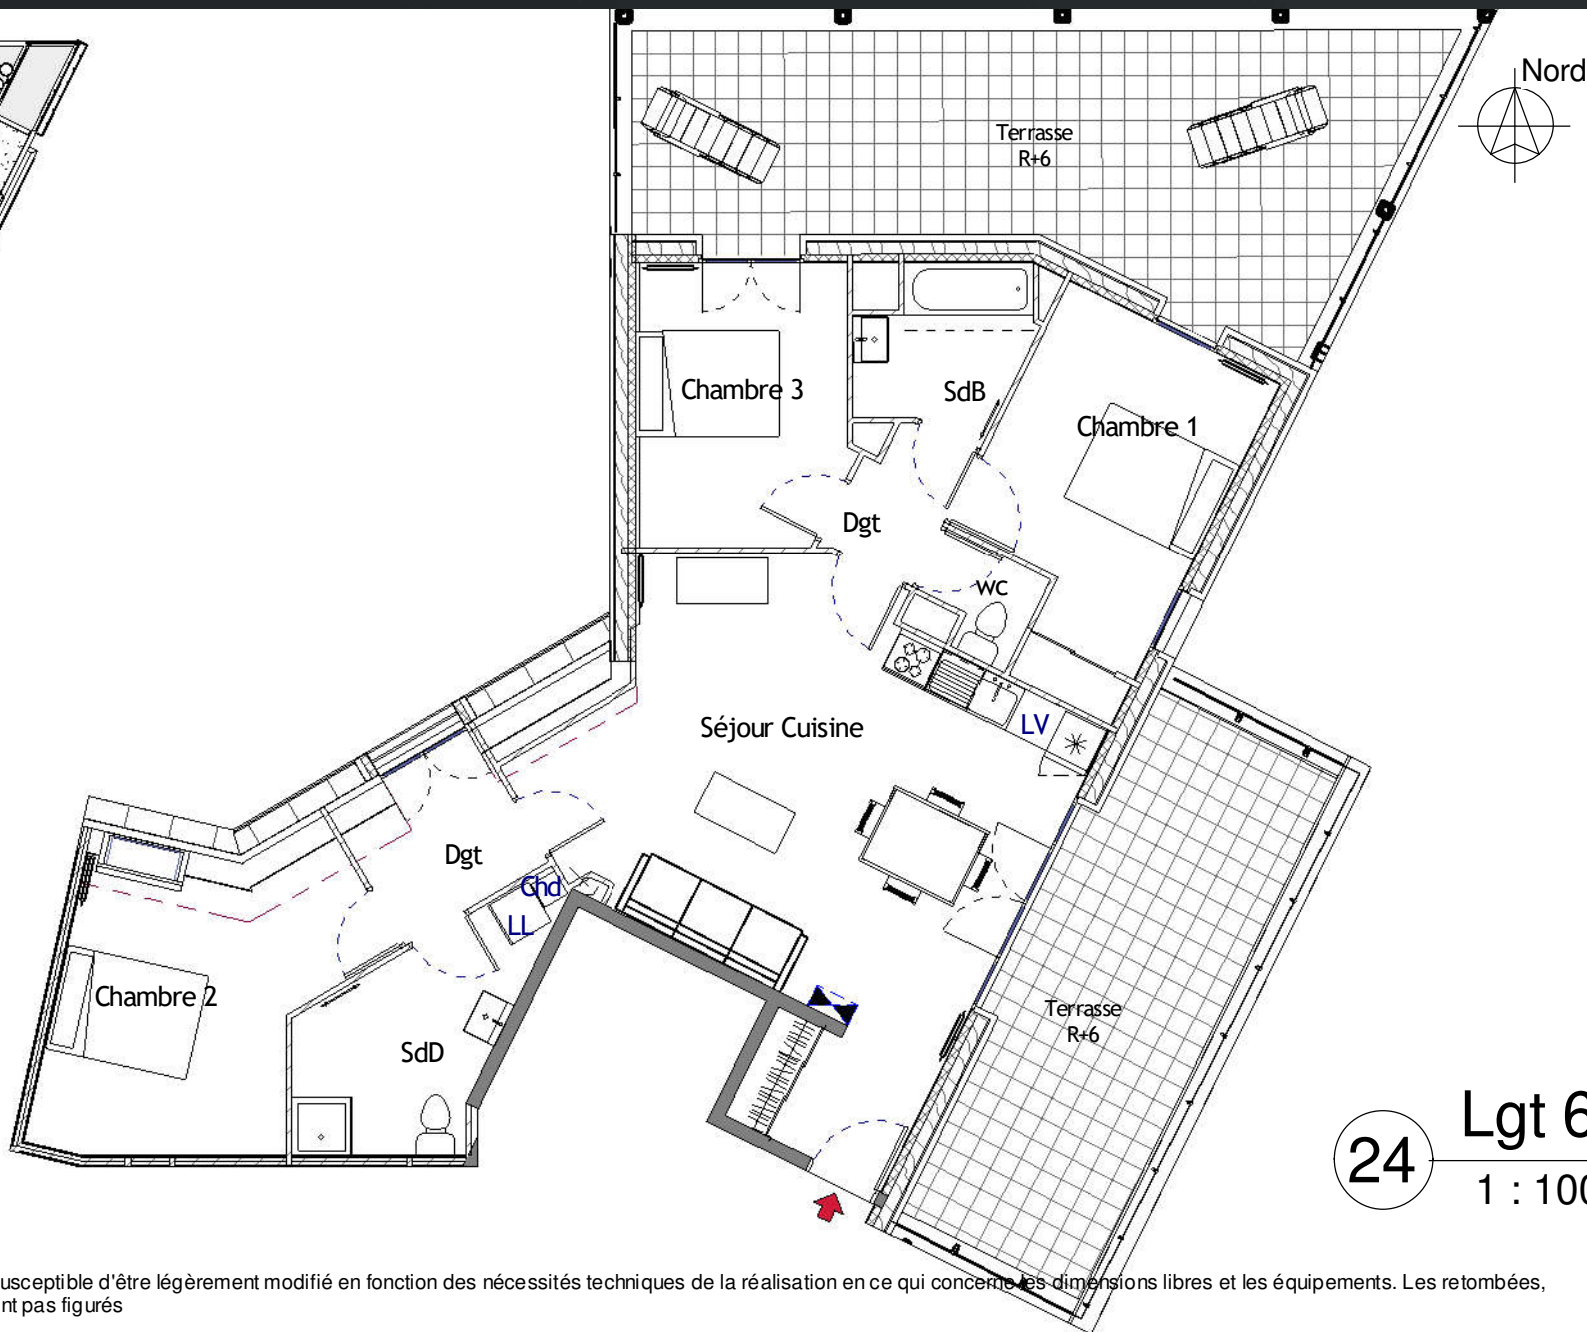 Nord
Terrasse
R+6
Chambre 3
SdB
Chambre 1
Dgt
WC
Séjour Cuisine
LV
Dgt
Chd
LL
Chambre 2
SdD
Terrasse
R+6
24
Lgt 6
1 : 100
usceptible d'être légèrement modifié en fonction des nécessités techniques de la réalisation en ce qui concerne les dimensions libres et les équipements. Les retombées,
nt pas figurés